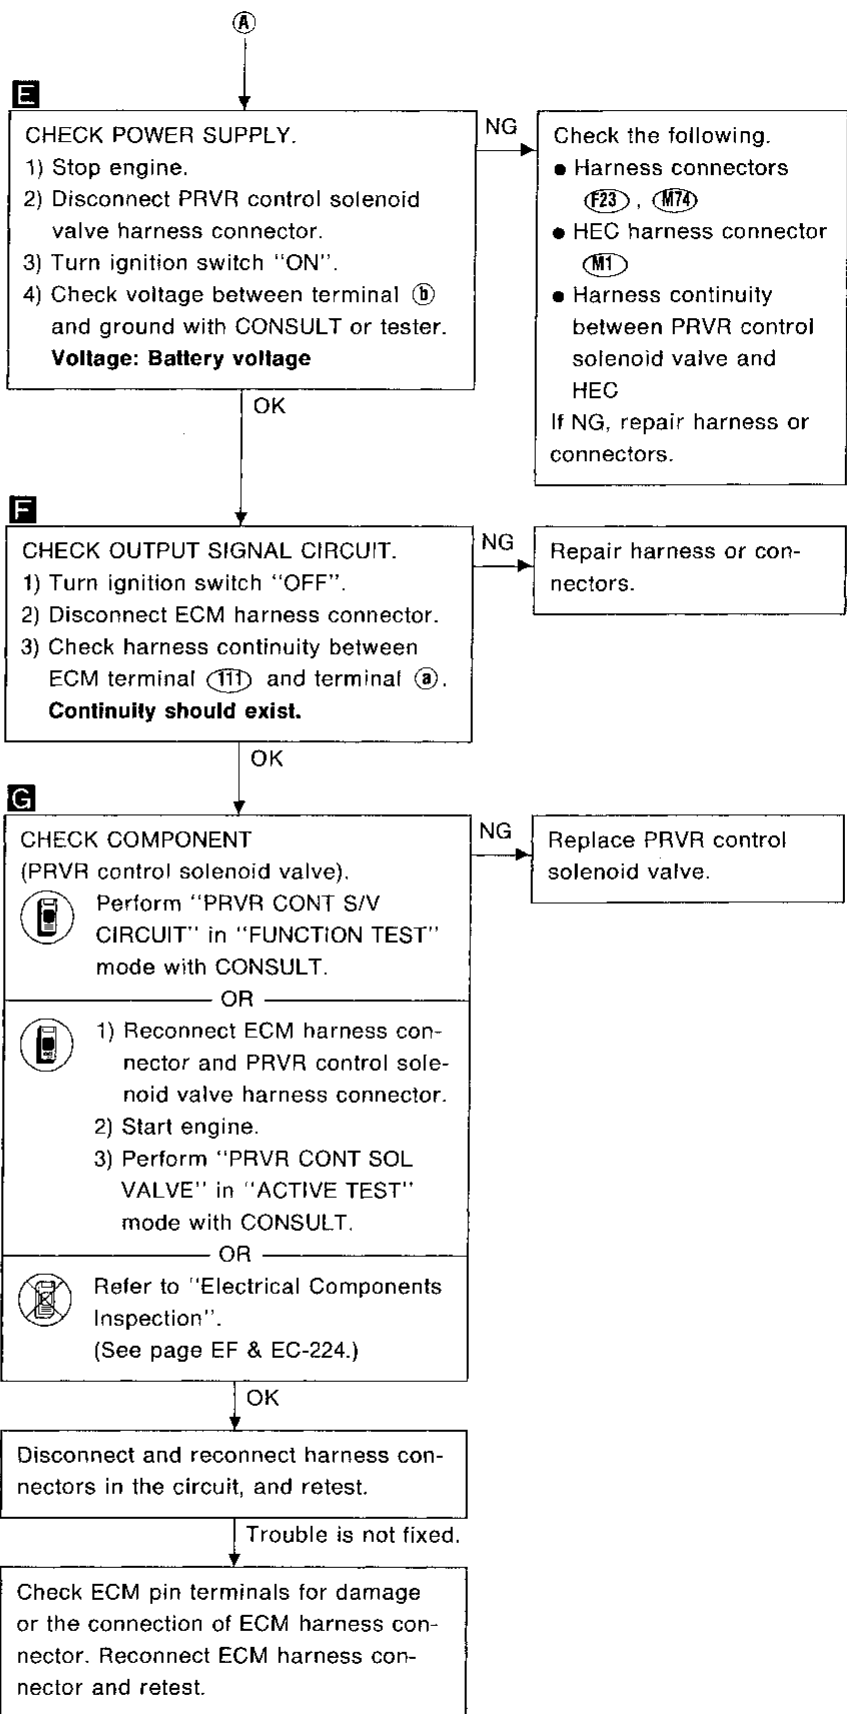 A
E
CHECK POWER SUPPLY.
1) Stop engine.
2) Disconnect PRVR control solenoid
valve harness connector.
3) Turn ignition switch "ON".
4) Check voltage between terminal b
and ground with CONSULT or tester.
Voltage: Battery voltage
NG
Check the following.
● Harness connectors
F23 , M74
● HEC harness connector
M1
● Harness continuity
between PRVR control
solenoid valve and
HEC
If NG, repair harness or
connectors.
OK
F
CHECK OUTPUT SIGNAL CIRCUIT.
1) Turn ignition switch "OFF".
2) Disconnect ECM harness connector.
3) Check harness continuity between
ECM terminal 111 and terminal a.
Continuity should exist.
NG
Repair harness or con-
nectors.
OK
G
CHECK COMPONENT
(PRVR control solenoid valve).
Perform "PRVR CONT S/V
CIRCUIT" in "FUNCTION TEST"
mode with CONSULT.
OR
1) Reconnect ECM harness con-
nector and PRVR control sole-
noid valve harness connector.
2) Start engine.
3) Perform "PRVR CONT SOL
VALVE" in "ACTIVE TEST"
mode with CONSULT.
OR
Refer to "Electrical Components
Inspection".
(See page EF & EC-224.)
NG
Replace PRVR control
solenoid valve.
OK
Disconnect and reconnect harness con-
nectors in the circuit, and retest.
Trouble is not fixed.
Check ECM pin terminals for damage
or the connection of ECM harness con-
nector. Reconnect ECM harness con-
nector and retest.